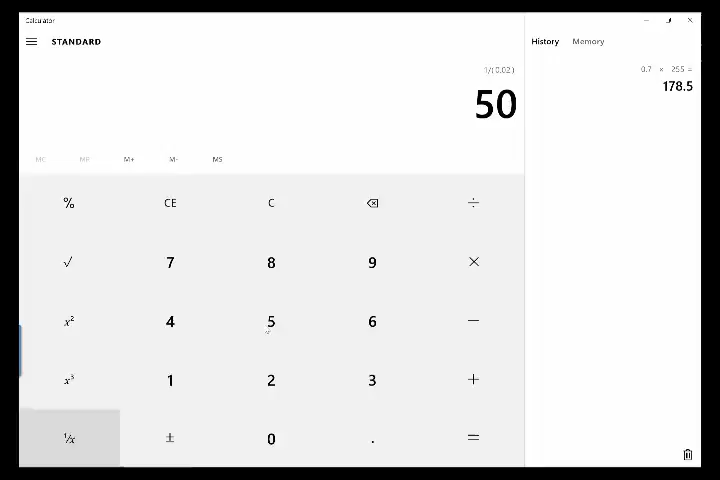 Calculator
STANDARD
1/( 0.02 )
50
MC MR M+ M- MS
% CE C ÷
√ 7 8 9 ×
x² 4 5 6 −
x³ 1 2 3 +
¹/x ± 0 . =
History Memory
0.7 × 255 =
178.5